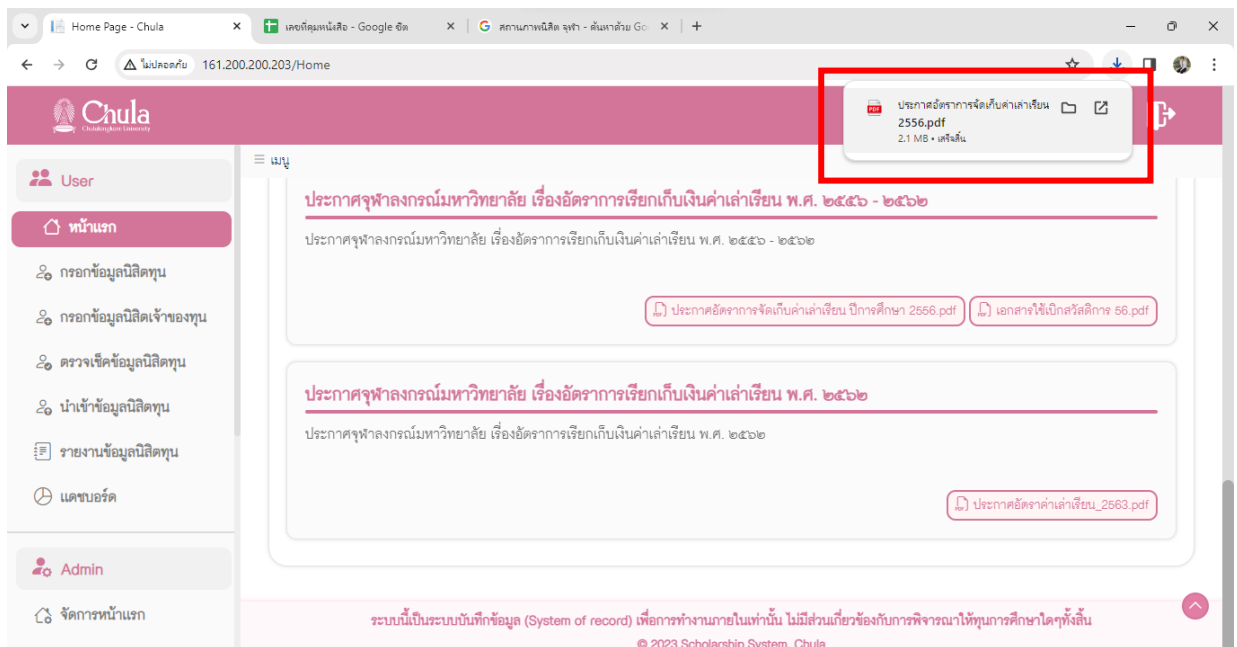 Home Page - Chula
เลขที่คุมหนังสือ - Google ชีต
สถานภาพนิสิต จุฬา - ค้นหาด้วย Go
ไม่ปลอดภัย 161.200.200.203/Home
ประกาศอัตราการจัดเก็บค่าเล่าเรียน
2556.pdf
2.1 MB • เสร็จสิ้น
Chula
Chulalongkorn University
เมนู
User
หน้าแรก
กรอกข้อมูลนิสิตทุน
กรอกข้อมูลนิสิตเจ้าของทุน
ตรวจเช็คข้อมูลนิสิตทุน
นำเข้าข้อมูลนิสิตทุน
รายงานข้อมูลนิสิตทุน
แดชบอร์ด
Admin
จัดการหน้าแรก
ประกาศจุฬาลงกรณ์มหาวิทยาลัย เรื่องอัตราการเรียกเก็บเงินค่าเล่าเรียน พ.ศ. ๒๕๕๖ - ๒๕๖๒
ประกาศจุฬาลงกรณ์มหาวิทยาลัย เรื่องอัตราการเรียกเก็บเงินค่าเล่าเรียน พ.ศ. ๒๕๕๖ - ๒๕๖๒
ประกาศอัตราการจัดเก็บค่าเล่าเรียน ปีการศึกษา 2556.pdf
เอกสารใช้เบิกสวัสดิการ 56.pdf
ประกาศจุฬาลงกรณ์มหาวิทยาลัย เรื่องอัตราการเรียกเก็บเงินค่าเล่าเรียน พ.ศ. ๒๕๖๒
ประกาศจุฬาลงกรณ์มหาวิทยาลัย เรื่องอัตราการเรียกเก็บเงินค่าเล่าเรียน พ.ศ. ๒๕๖๒
ประกาศอัตราค่าเล่าเรียน_2563.pdf
ระบบนี้เป็นระบบบันทึกข้อมูล (System of record) เพื่อการทำงานภายในเท่านั้น ไม่มีส่วนเกี่ยวข้องกับการพิจารณาให้ทุนการศึกษาใดๆทั้งสิ้น
© 2023 Scholarship System, Chula